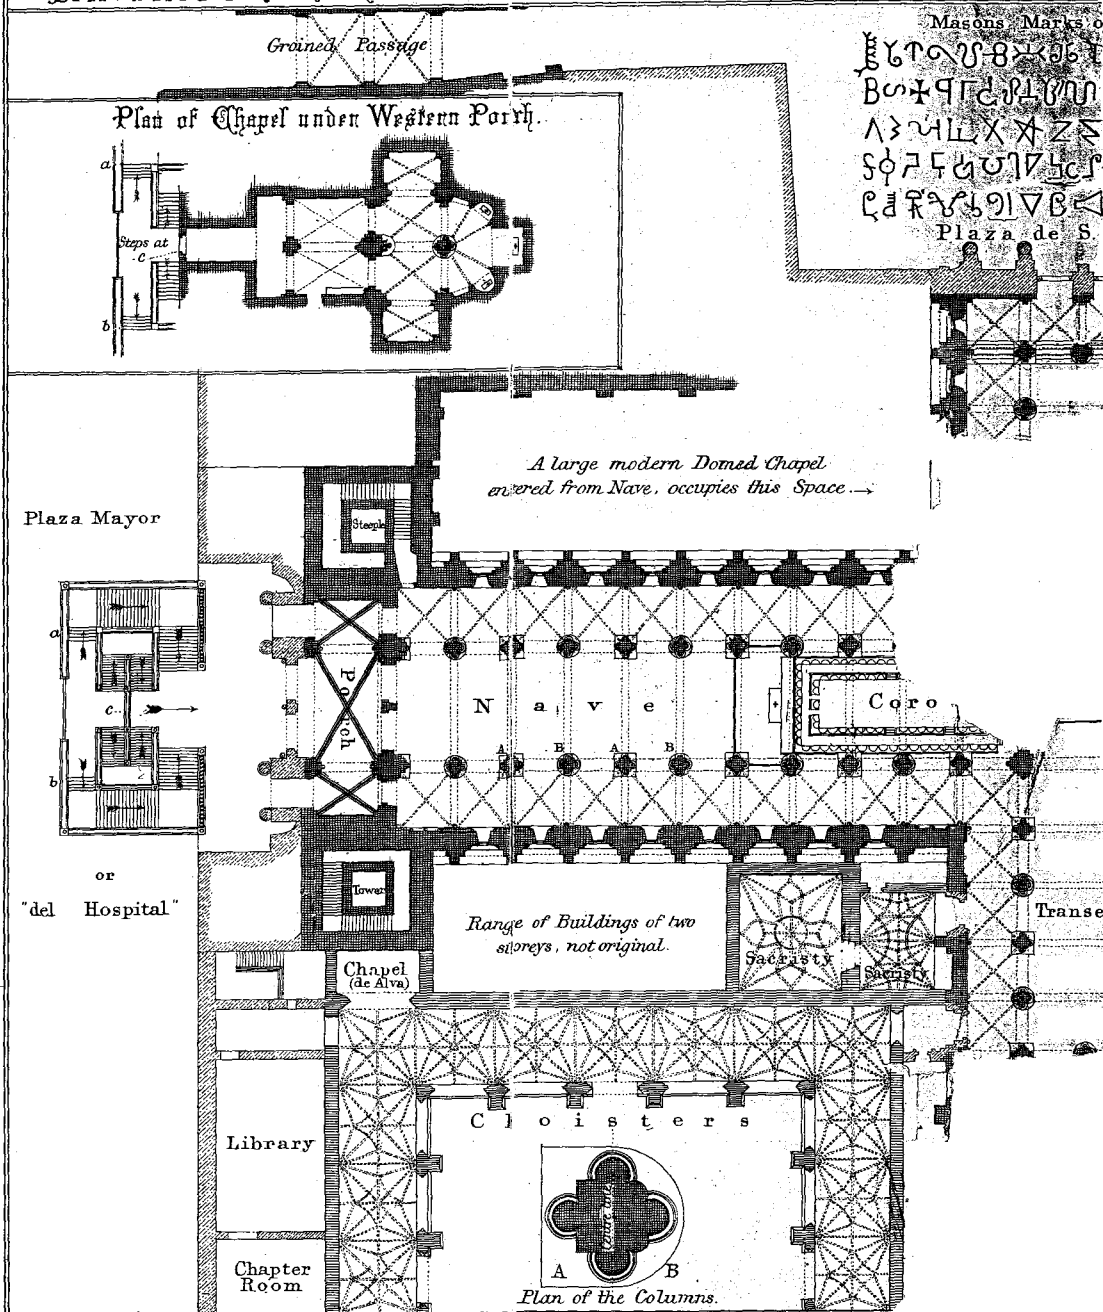 Groined Passage
Masons Marks o
Plan of Chapel under Western Porch.
a
Steps at
c
b
Plaza de S.
A large modern Domed Chapel
entered from Nave, occupies this Space.
Plaza Mayor
Steeple
a
c
b
Porch
Nave
Coro
A B A B
or
"del Hospital"
Tower
Range of Buildings of two
storeys, not original.
Sacristy
Sacristy
Transe
Chapel
(de Alva)
Cloisters
Library
Chapter
Room
A B
Plan of the Columns.